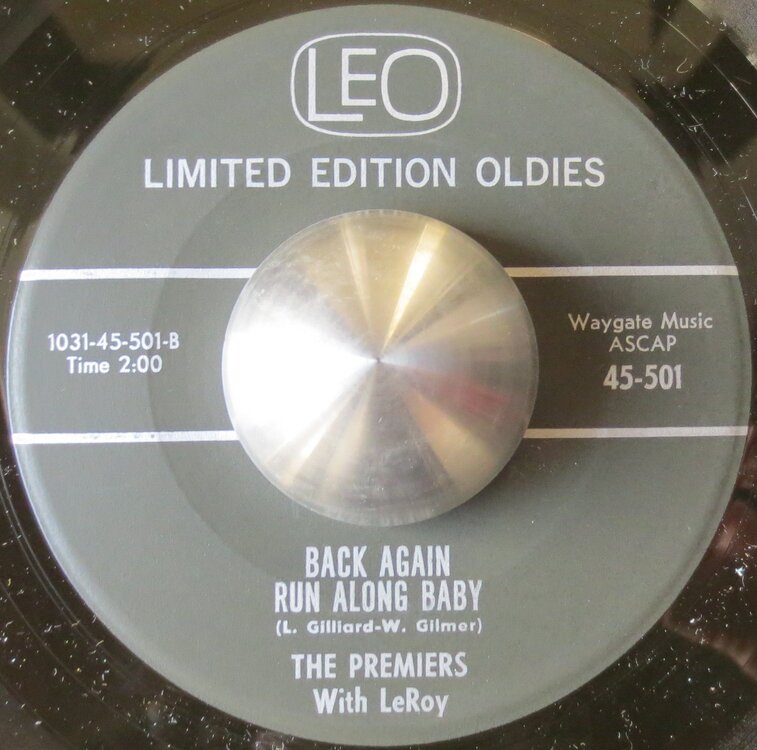 LEO
LIMITED EDITION OLDIES
1031-45-501-B
Time 2:00
Waygate Music
ASCAP
45-501
BACK AGAIN
RUN ALONG BABY
(L. Gilliard-W. Gilmer)
THE PREMIERS
With LeRoy